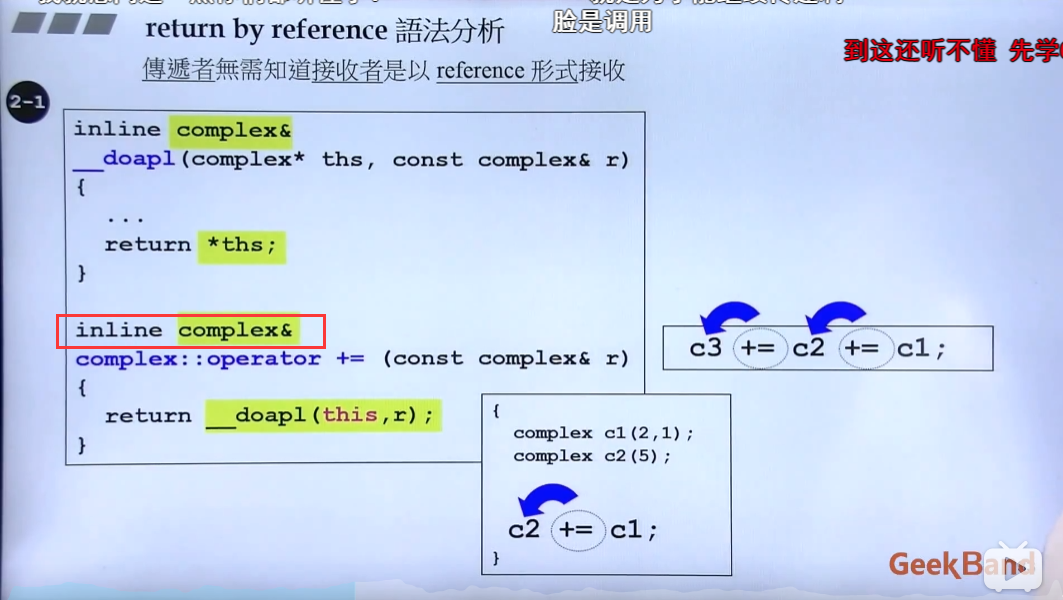 脸是调用
return by reference 語法分析
到这还听不懂 先学
傳遞者無需知道接收者是以 reference 形式接收
2-1
inline complex&
__doapl(complex* ths, const complex& r)
{
...
return *ths;
}
inline complex&
complex::operator += (const complex& r)
{
return __doapl(this,r);
}
c3 += c2 += c1;
{
complex c1(2,1);
complex c2(5);
c2 += c1;
}
GeekBand